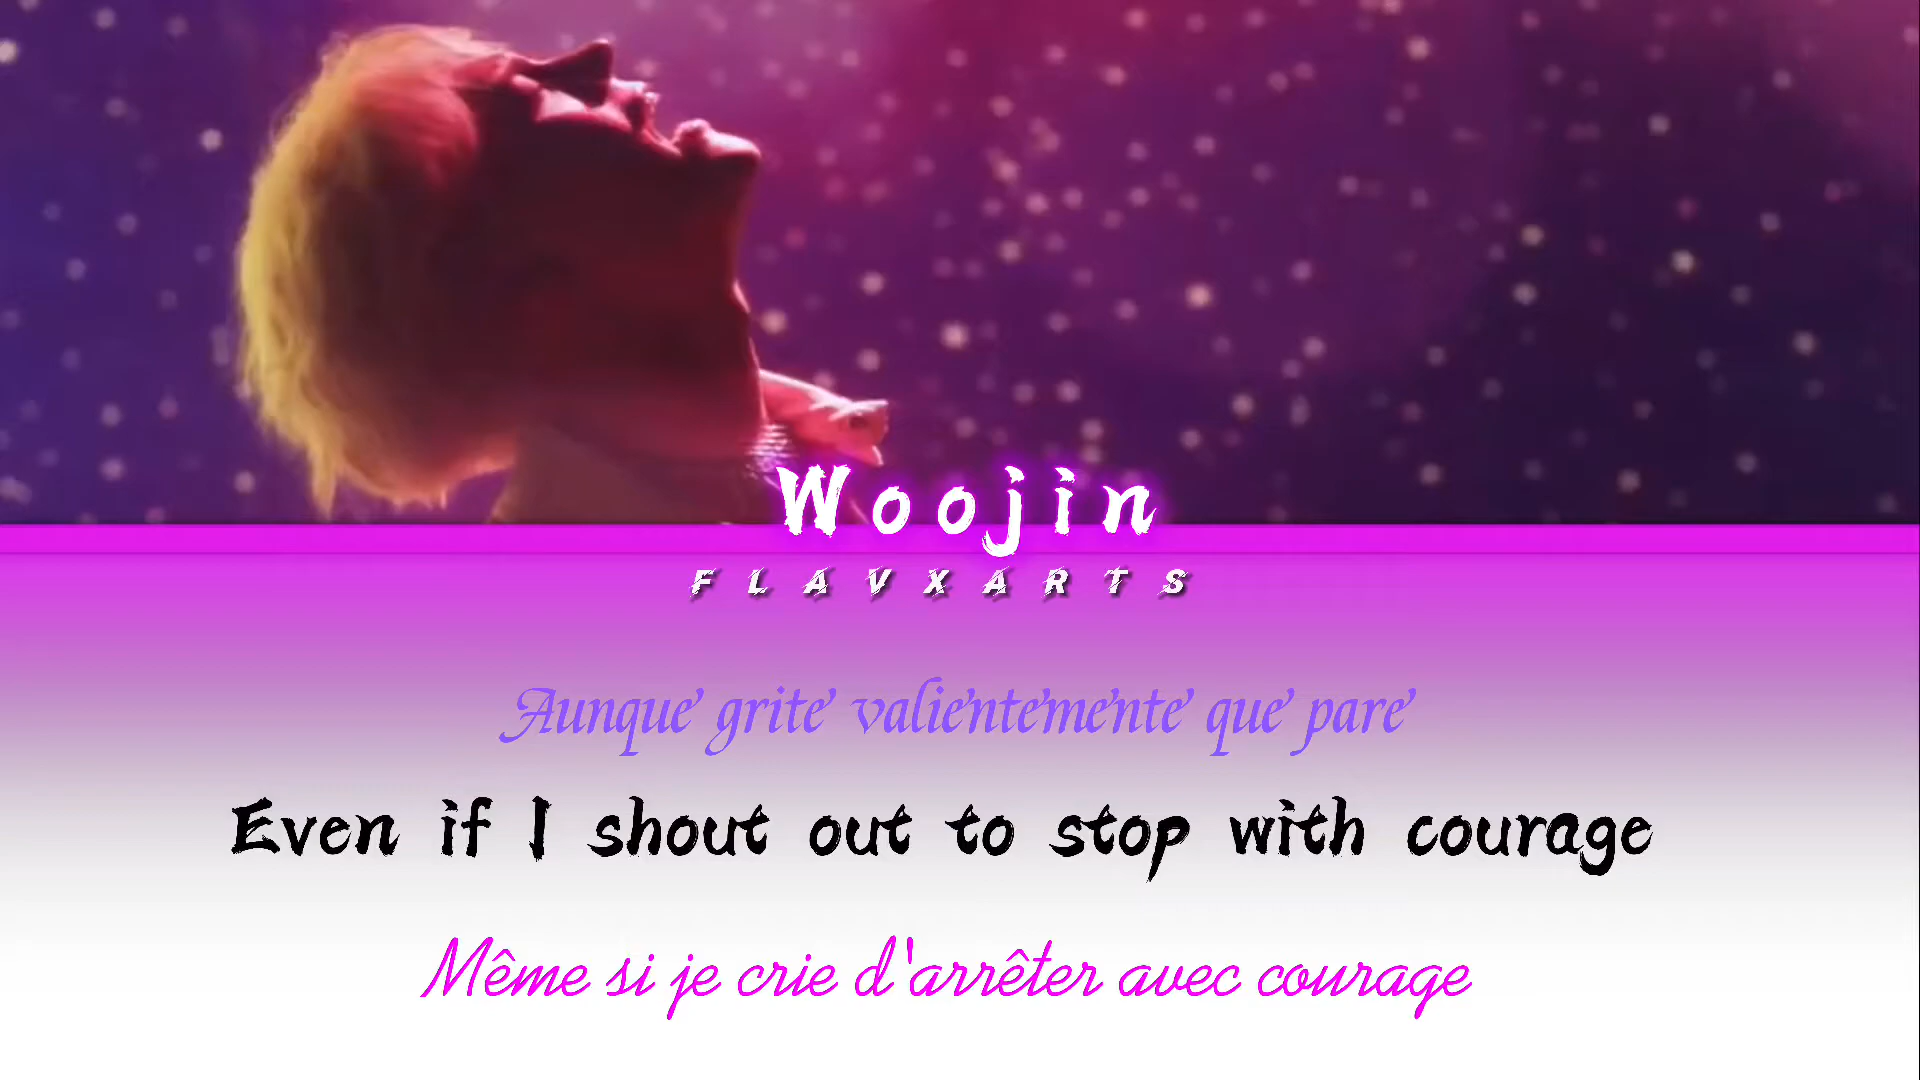 Woojin
FLAVXARTS
Aunque grite valientemente que pare
Even if I shout out to stop with courage
Même si je crie d'arrêter avec courage